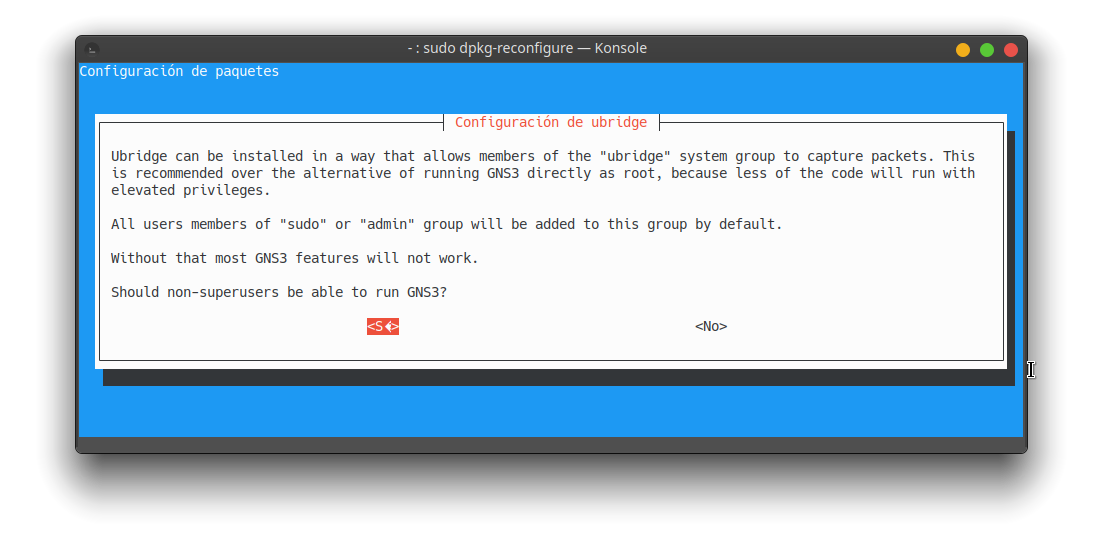 - : sudo dpkg-reconfigure — Konsole
Configuración de paquetes
Configuración de ubridge
Ubridge can be installed in a way that allows members of the "ubridge" system group to capture packets. This
is recommended over the alternative of running GNS3 directly as root, because less of the code will run with
elevated privileges.
All users members of "sudo" or "admin" group will be added to this group by default.
Without that most GNS3 features will not work.
Should non-superusers be able to run GNS3?
<S�> <No>